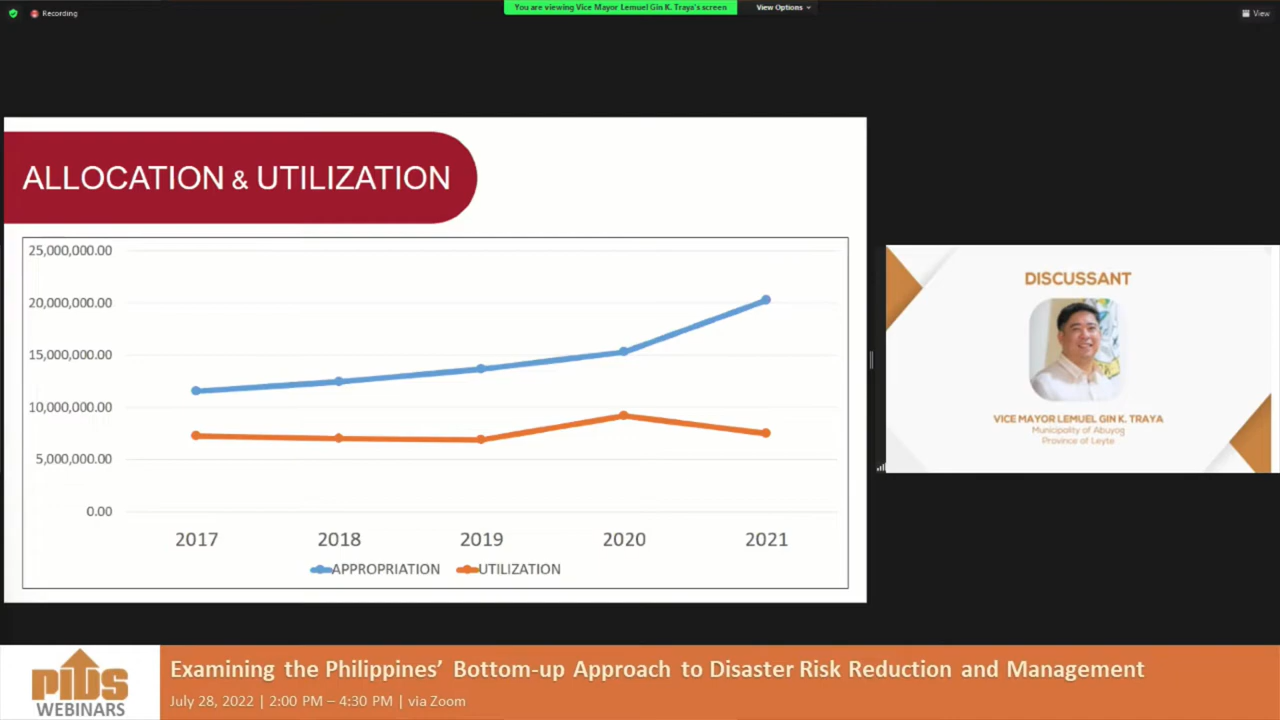 Recording
You are viewing Vice Mayor Lemuel Gin K. Traya's screen
View Options
View
ALLOCATION & UTILIZATION
25,000,000.00
20,000,000.00
15,000,000.00
10,000,000.00
5,000,000.00
0.00
2017 2018 2019 2020 2021
APPROPRIATION UTILIZATION
DISCUSSANT
VICE MAYOR LEMUEL GIN K. TRAYA
Municipality of Abuyog
Province of Leyte
PIDS
WEBINARS
Examining the Philippines' Bottom-up Approach to Disaster Risk Reduction and Management
July 28, 2022 | 2:00 PM – 4:30 PM | via Zoom